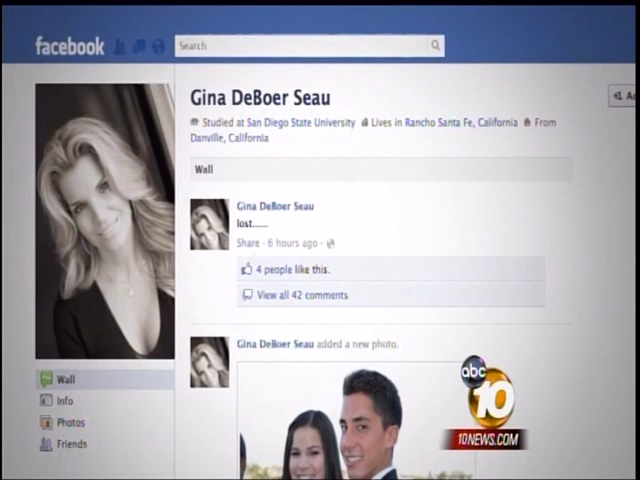 facebook
Search
Gina DeBoer Seau
Studied at San Diego State University Lives in Rancho Santa Fe, California From
Danville, California
Wall
Gina DeBoer Seau
lost......
Share · 6 hours ago ·
4 people like this.
View all 42 comments
Gina DeBoer Seau added a new photo.
Wall
Info
Photos
Friends
abc
10
10NEWS.COM